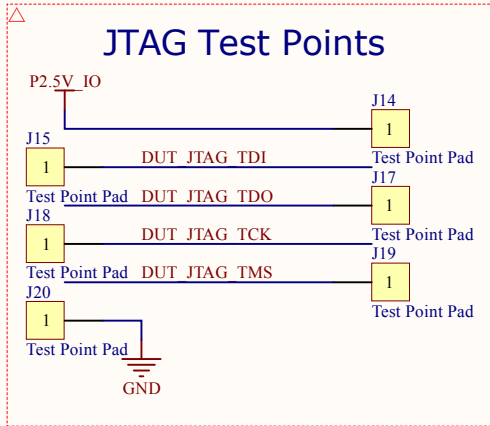 JTAG Test Points
P2.5V_IO
J14
1
Test Point Pad
J15
1
DUT_JTAG_TDI
Test Point Pad
J17
1
DUT_JTAG_TDO
Test Point Pad
J18
1
DUT_JTAG_TCK
Test Point Pad
J19
1
DUT_JTAG_TMS
Test Point Pad
J20
1
Test Point Pad
GND